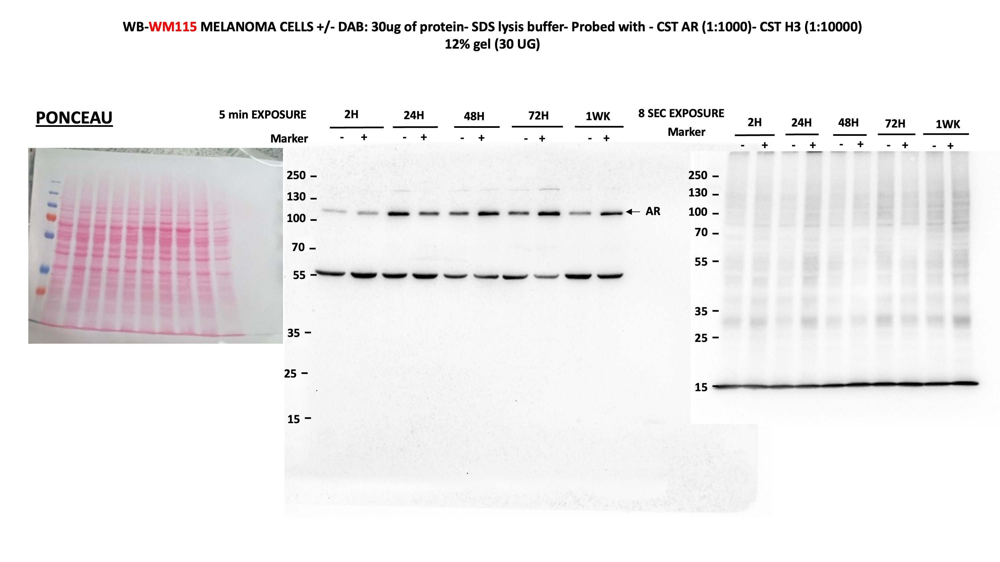 WB-WM115 MELANOMA CELLS +/- DAB: 30ug of protein- SDS lysis buffer- Probed with - CST AR (1:1000)- CST H3 (1:10000)
12% gel (30 UG)
PONCEAU
5 min EXPOSURE
2H 24H 48H 72H 1WK
Marker - + - + - + - + - +
250 –
130 –
100 –
70 –
55 –
35 –
25 –
15 –
← AR
8 SEC EXPOSURE
2H 24H 48H 72H 1WK
Marker
- + - + - + - + - +
250 –
130 –
100 –
70 –
55 –
35 –
25 –
15 –